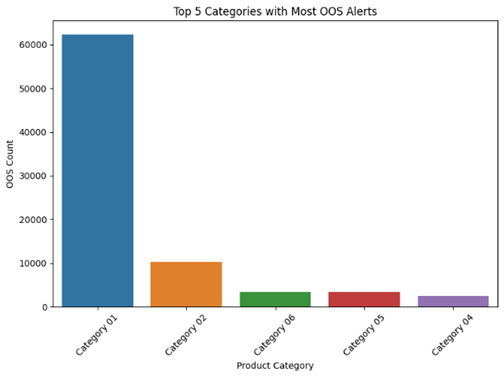 Top 5 Categories with Most OOS Alerts
OOS Count
60000
50000
40000
30000
20000
10000
0
Category 01
Category 02
Category 06
Category 05
Category 04
Product Category